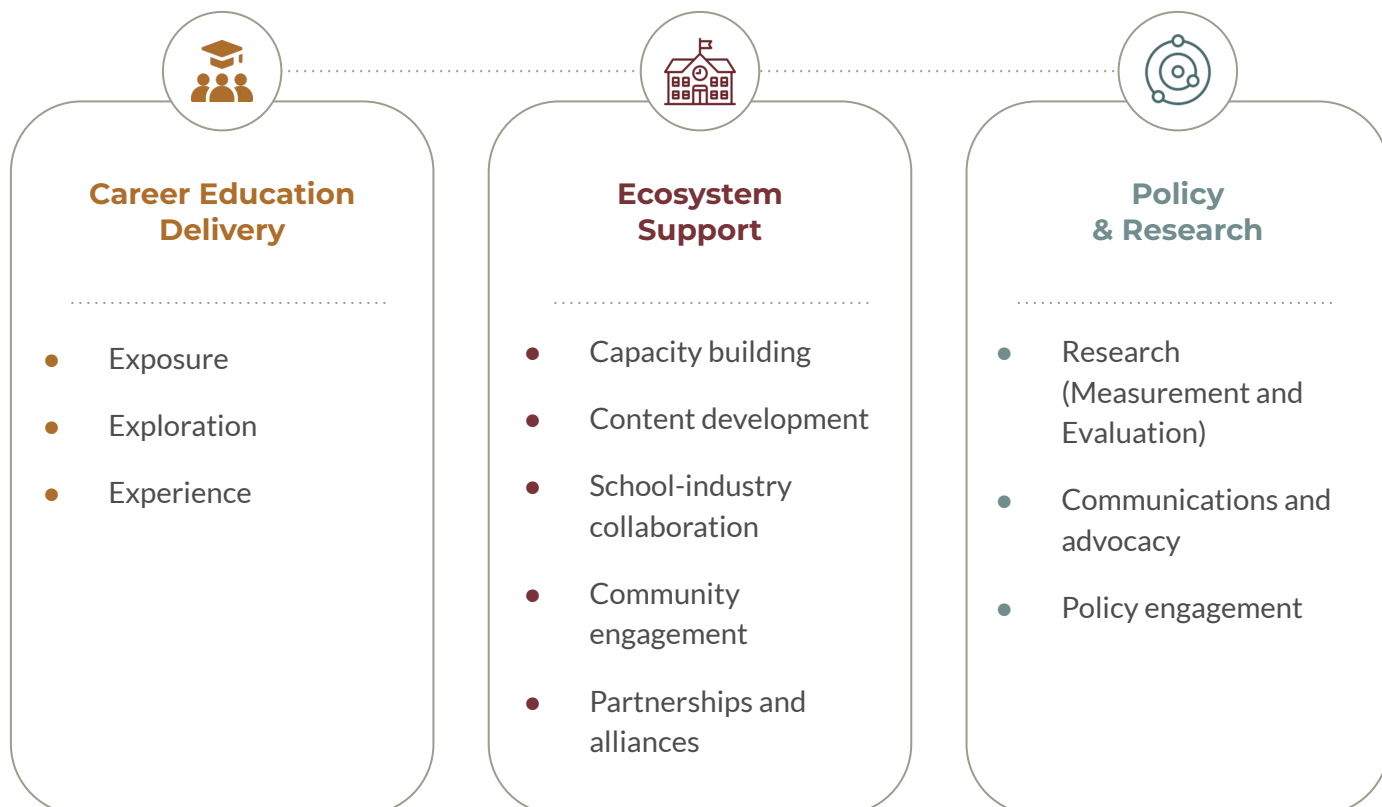 Career Education
Delivery
● Exposure
● Exploration
● Experience
Ecosystem
Support
● Capacity building
● Content development
● School-industry
collaboration
● Community
engagement
● Partnerships and
alliances
Policy
& Research
● Research
(Measurement and
Evaluation)
● Communications and
advocacy
● Policy engagement